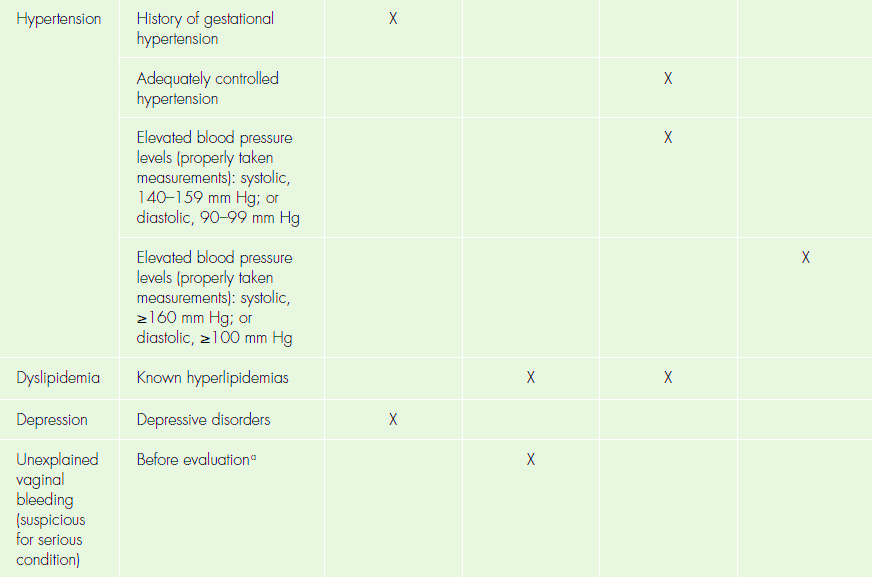 Hypertension History of gestational X
hypertension
Adequately controlled X
hypertension
Elevated blood pressure X
levels (properly taken
measurements): systolic,
140–159 mm Hg; or
diastolic, 90–99 mm Hg
Elevated blood pressure X
levels (properly taken
measurements): systolic,
≥160 mm Hg; or
diastolic, ≥100 mm Hg
Dyslipidemia Known hyperlipidemias X X
Depression Depressive disorders X
Unexplained Before evaluationᵃ X
vaginal
bleeding
(suspicious
for serious
condition)